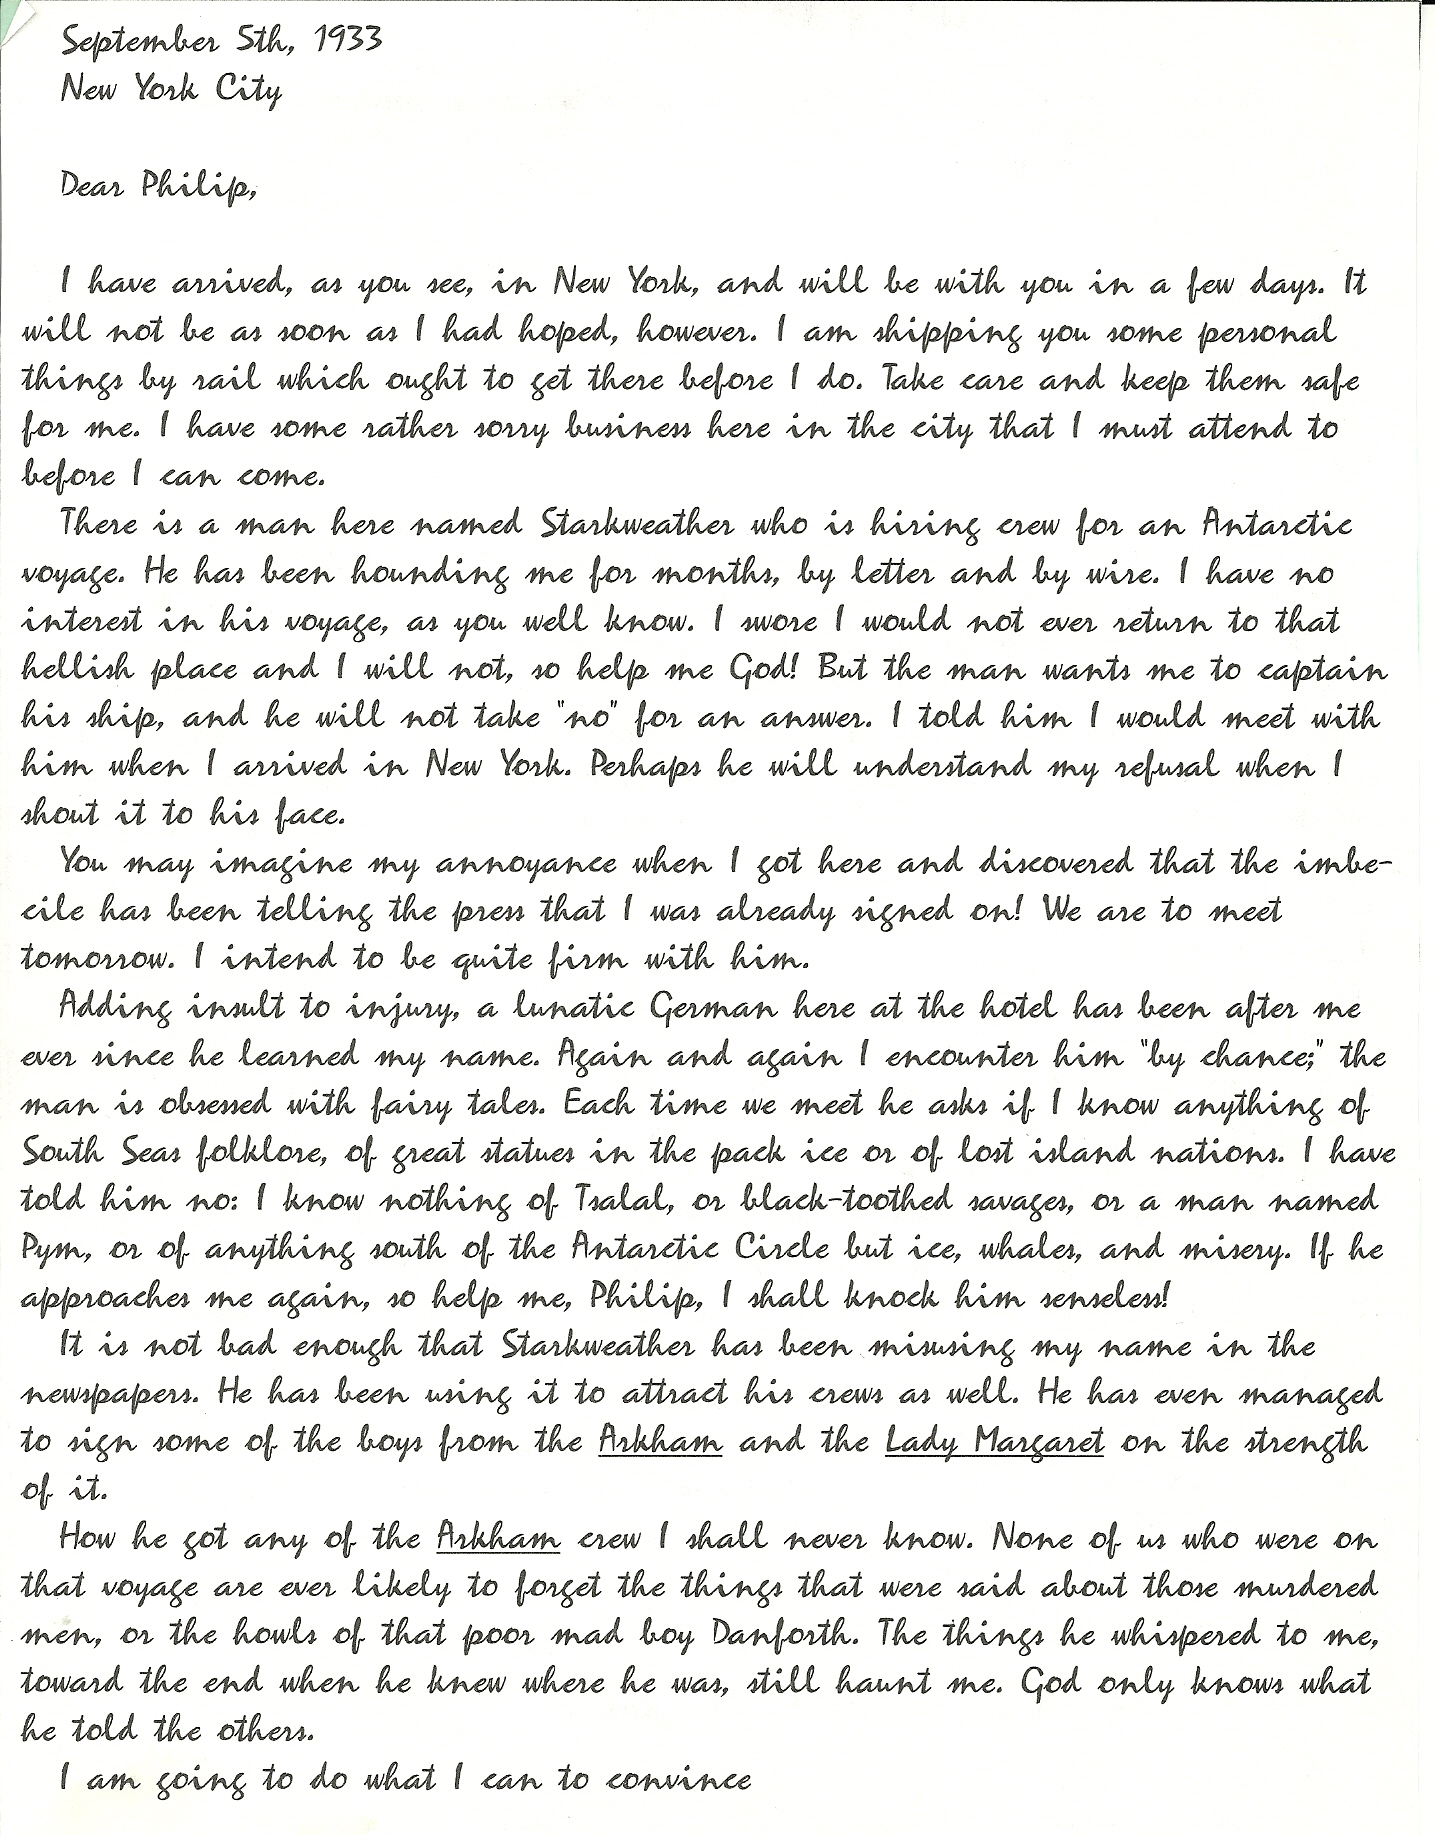 September 5th, 1933
New York City
Dear Philip,
I have arrived, as you see, in New York, and will be with you in a few days. It
will not be as soon as I had hoped, however. I am shipping you some personal
things by rail which ought to get there before I do. Take care and keep them safe
for me. I have some rather sorry business here in the city that I must attend to
before I can come.
There is a man here named Starkweather who is hiring crew for an Antarctic
voyage. He has been hounding me for months, by letter and by wire. I have no
interest in his voyage, as you well know. I swore I would not ever return to that
hellish place and I will not, so help me God! But the man wants me to captain
his ship, and he will not take "no" for an answer. I told him I would meet with
him when I arrived in New York. Perhaps he will understand my refusal when I
shout it to his face.
You may imagine my annoyance when I got here and discovered that the imbe-
cile has been telling the press that I was already signed on! We are to meet
tomorrow. I intend to be quite firm with him.
Adding insult to injury, a lunatic German here at the hotel has been after me
ever since he learned my name. Again and again I encounter him "by chance;" the
man is obsessed with fairy tales. Each time we meet he asks if I know anything of
South Seas folklore, of great statues in the pack ice or of lost island nations. I have
told him no: I know nothing of Tsalal, or black-toothed savages, or a man named
Pym, or of anything south of the Antarctic Circle but ice, whales, and misery. If he
approaches me again, so help me, Philip, I shall knock him senseless!
It is not bad enough that Starkweather has been misusing my name in the
newspapers. He has been using it to attract his crews as well. He has even managed
to sign some of the boys from the Arkham and the Lady Margaret on the strength
of it.
How he got any of the Arkham crew I shall never know. None of us who were on
that voyage are ever likely to forget the things that were said about those murdered
men, or the howls of that poor mad boy Danforth. The things he whispered to me,
toward the end when he knew where he was, still haunt me. God only knows what
he told the others.
I am going to do what I can to convince